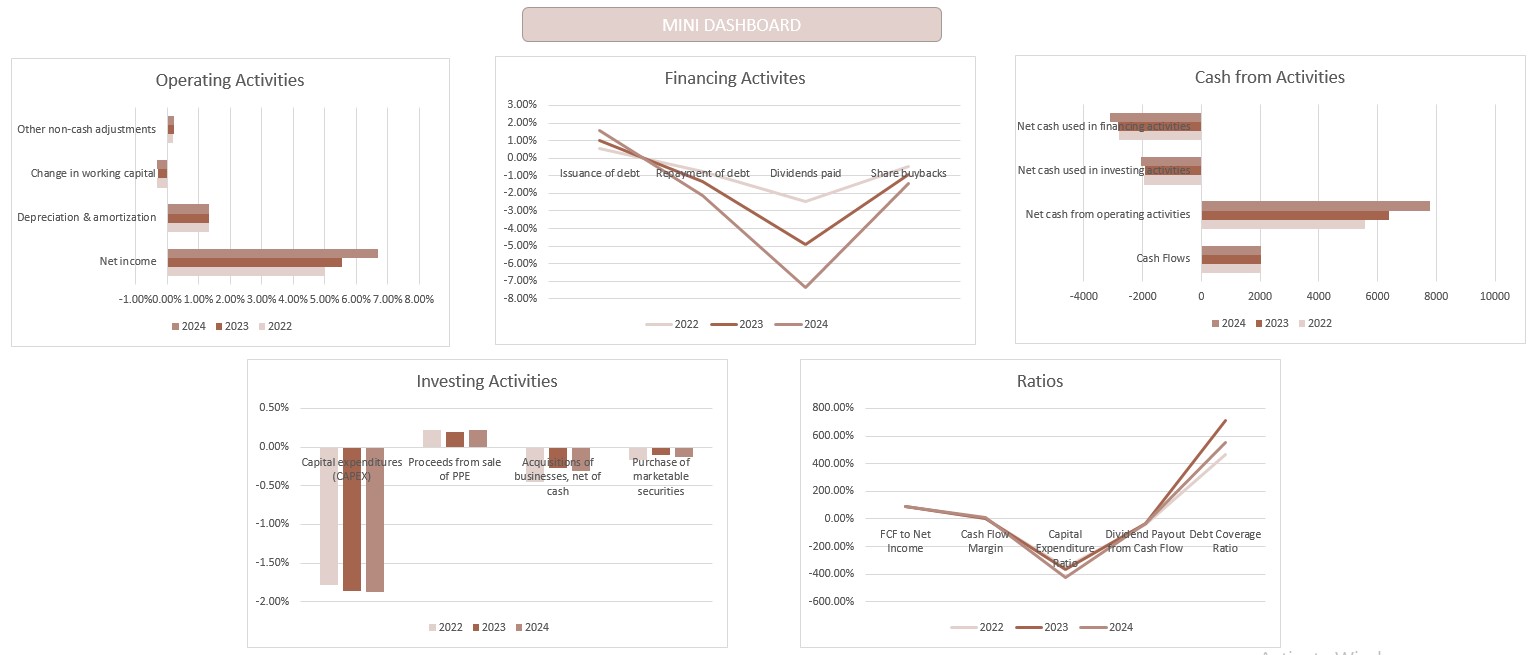 MINI DASHBOARD
Operating Activities
Other non-cash adjustments
Change in working capital
Depreciation & amortization
Net income
-1.00% 0.00% 1.00% 2.00% 3.00% 4.00% 5.00% 6.00% 7.00% 8.00%
2024 2023 2022
Financing Activites
3.00%
2.00%
1.00%
0.00%
-1.00%
-2.00%
-3.00%
-4.00%
-5.00%
-6.00%
-7.00%
-8.00%
Issuance of debt Repayment of debt Dividends paid Share buybacks
2022 2023 2024
Cash from Activities
Net cash used in financing activities
Net cash used in investing activities
Net cash from operating activities
Cash Flows
-4000 -2000 0 2000 4000 6000 8000 10000
2024 2023 2022
Investing Activities
0.50%
0.00%
-0.50%
-1.00%
-1.50%
-2.00%
Capital expenditures
(CAPEX)
Proceeds from sale
of PPE
Acquisitions of
businesses, net of
cash
Purchase of
marketable
securities
2022 2023 2024
Ratios
800.00%
600.00%
400.00%
200.00%
0.00%
-200.00%
-400.00%
-600.00%
FCF to Net
Income
Cash Flow
Margin
Capital
Expenditure
Ratio
Dividend Payout
from Cash Flow
Debt Coverage
Ratio
2022 2023 2024